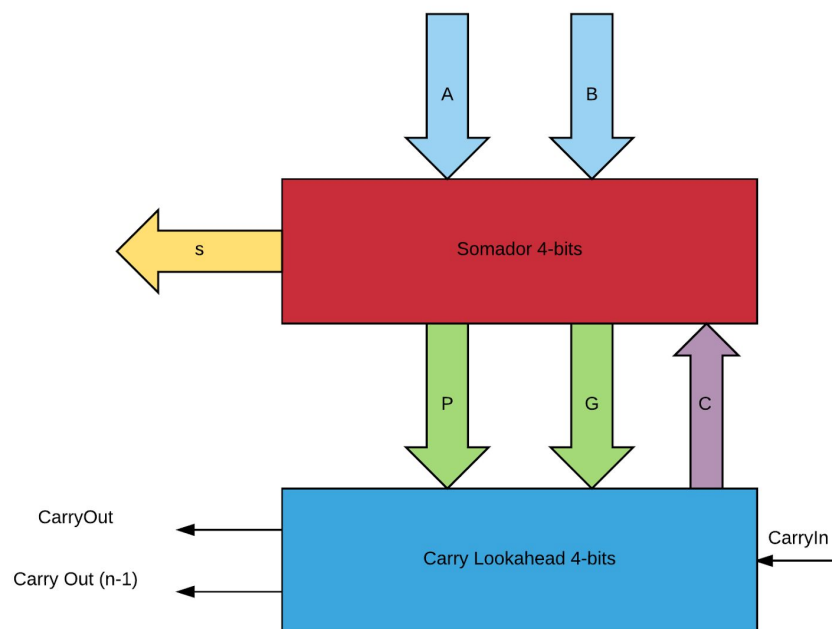 A
B
s
Somador 4-bits
P
G
C
CarryOut
CarryIn
Carry Lookahead 4-bits
Carry Out (n-1)